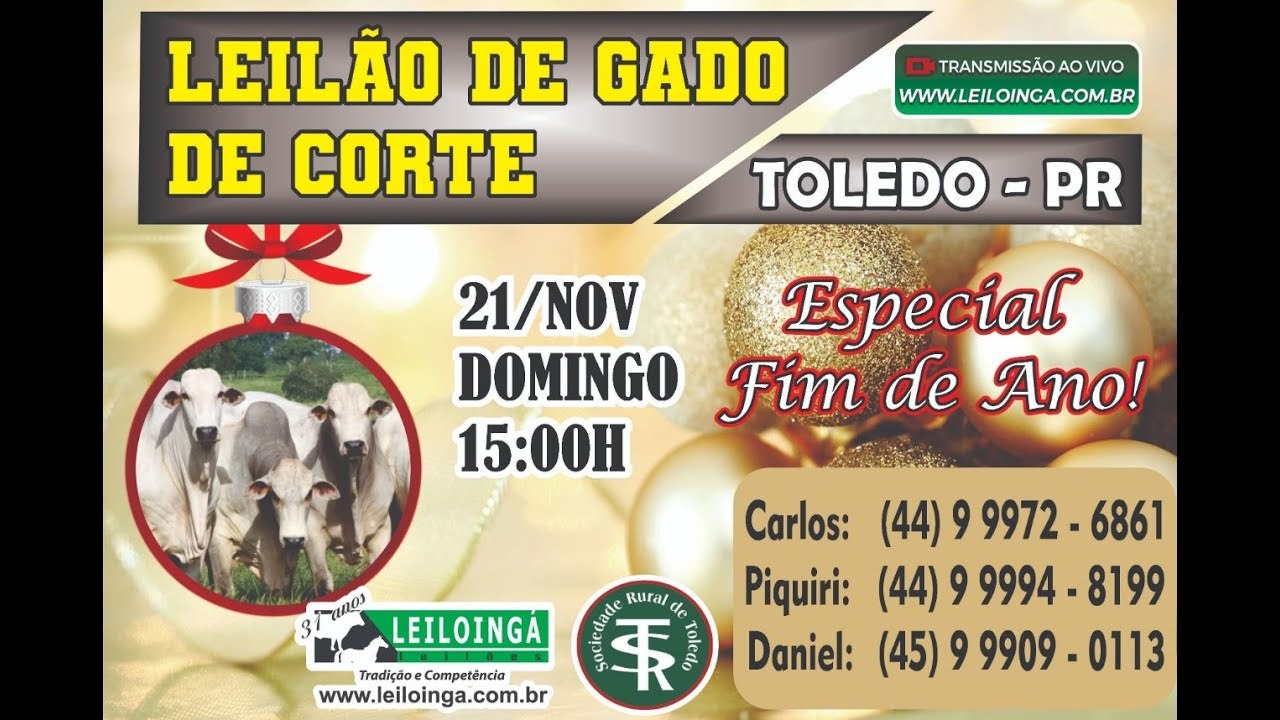 LEILÃO DE GADO
DE CORTE
TRANSMISSÃO AO VIVO
WWW.LEILOINGA.COM.BR
TOLEDO - PR
21/NOV
DOMINGO
15:00H
Especial
Fim de Ano!
Carlos: (44) 9 9972 - 6861
Piquiri: (44) 9 9994 - 8199
Daniel: (45) 9 9909 - 0113
37 anos
LEILOINGÁ
leilões
Tradição e Competência
www.leiloinga.com.br
Sociedade Rural de Toledo
SRT